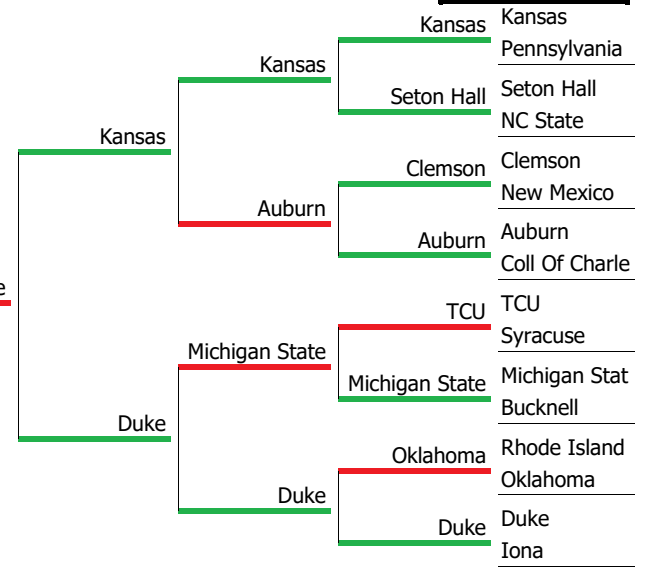 Kansas
Pennsylvania
Kansas
Seton Hall
NC State
Seton Hall
Kansas
Clemson
New Mexico
Clemson
Auburn
Coll Of Charle
Auburn
Auburn
Kansas
TCU
Syracuse
TCU
Michigan Stat
Bucknell
Michigan State
Michigan State
Rhode Island
Oklahoma
Oklahoma
Duke
Iona
Duke
Duke
Duke
e